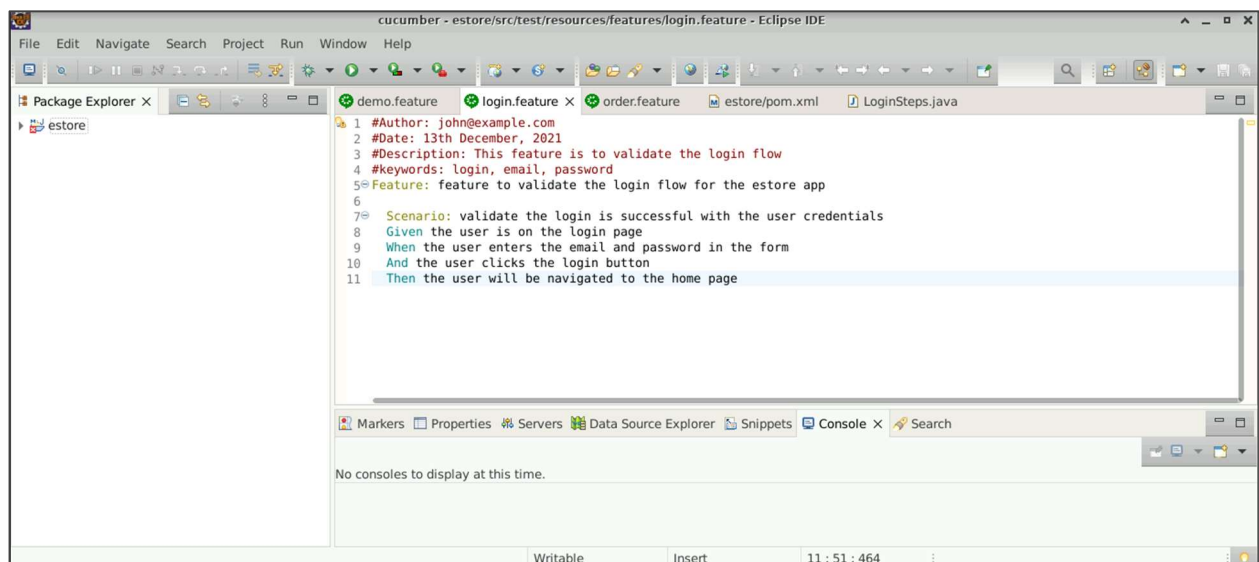 cucumber - estore/src/test/resources/features/login.feature - Eclipse IDE
File Edit Navigate Search Project Run Window Help
Package Explorer
demo.feature login.feature order.feature estore/pom.xml LoginSteps.java
estore
1 #Author: john@example.com
2 #Date: 13th December, 2021
3 #Description: This feature is to validate the login flow
4 #keywords: login, email, password
5 Feature: feature to validate the login flow for the estore app
6
7 Scenario: validate the login is successful with the user credentials
8 Given the user is on the login page
9 When the user enters the email and password in the form
10 And the user clicks the login button
11 Then the user will be navigated to the home page
Markers Properties Servers Data Source Explorer Snippets Console Search
No consoles to display at this time.
Writable Insert 11 : 51 : 464